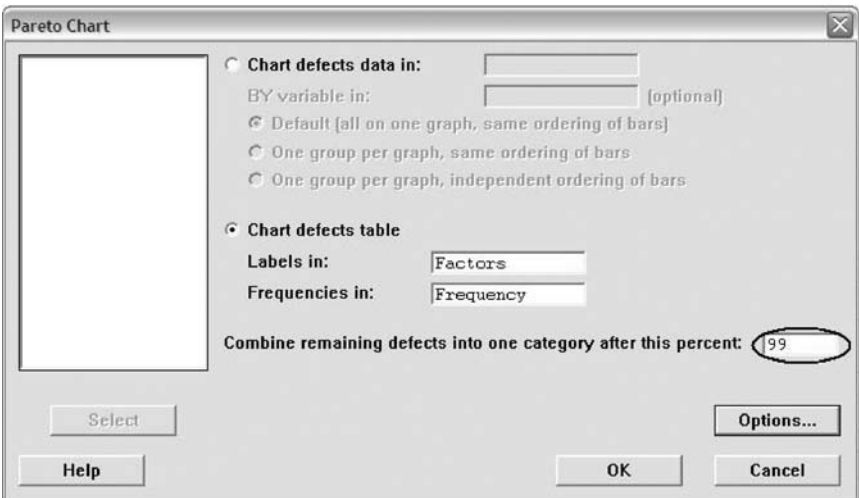 Pareto Chart
Chart defects data in:
BY variable in: (optional)
Default (all on one graph, same ordering of bars)
One group per graph, same ordering of bars
One group per graph, independent ordering of bars
Chart defects table
Labels in: Factors
Frequencies in: Frequency
Combine remaining defects into one category after this percent: 99
Select Options...
Help OK Cancel